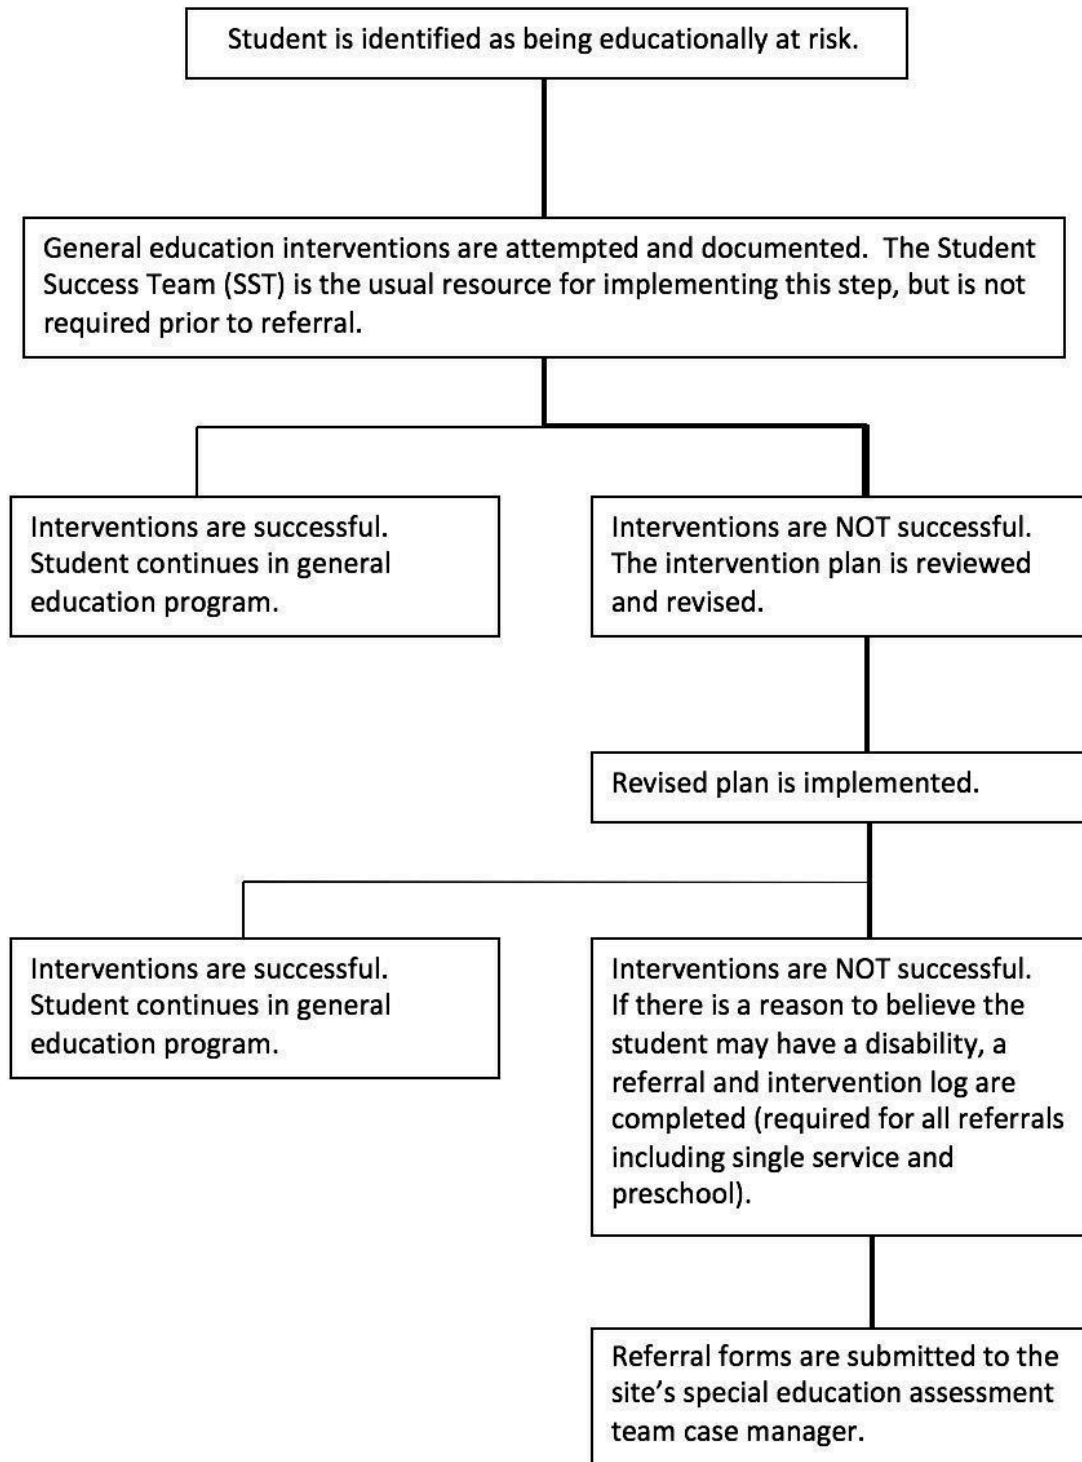 Student is identified as being educationally at risk.
General education interventions are attempted and documented. The Student
Success Team (SST) is the usual resource for implementing this step, but is not
required prior to referral.
Interventions are successful.
Student continues in general
education program.
Interventions are NOT successful.
The intervention plan is reviewed
and revised.
Revised plan is implemented.
Interventions are successful.
Student continues in general
education program.
Interventions are NOT successful.
If there is a reason to believe the
student may have a disability, a
referral and intervention log are
completed (required for all referrals
including single service and
preschool).
Referral forms are submitted to the
site’s special education assessment
team case manager.